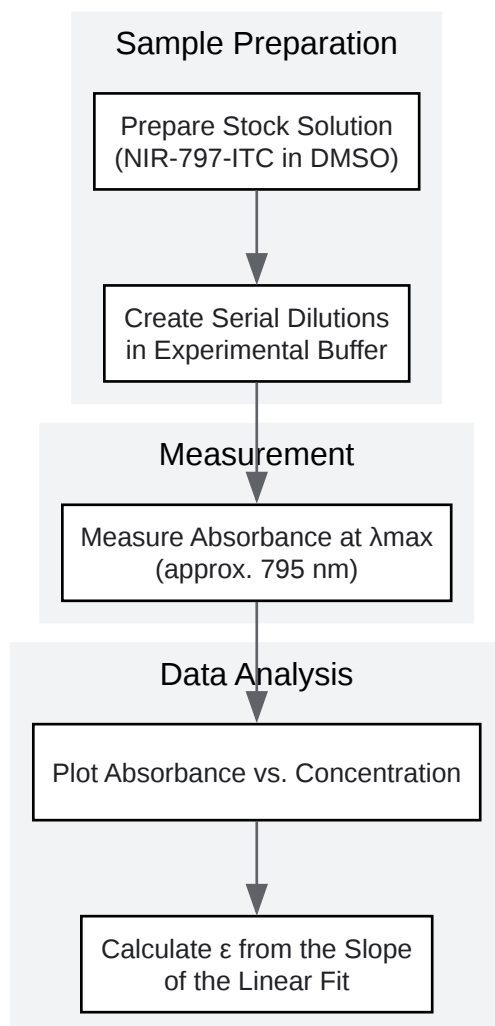 Sample Preparation
Prepare Stock Solution
(NIR-797-ITC in DMSO)
Create Serial Dilutions
in Experimental Buffer
Measurement
Measure Absorbance at λmax
(approx. 795 nm)
Data Analysis
Plot Absorbance vs. Concentration
Calculate ε from the Slope
of the Linear Fit